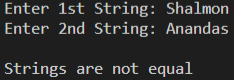 Enter 1st String: Shalmon
Enter 2nd String: Anandas
Strings are not equal